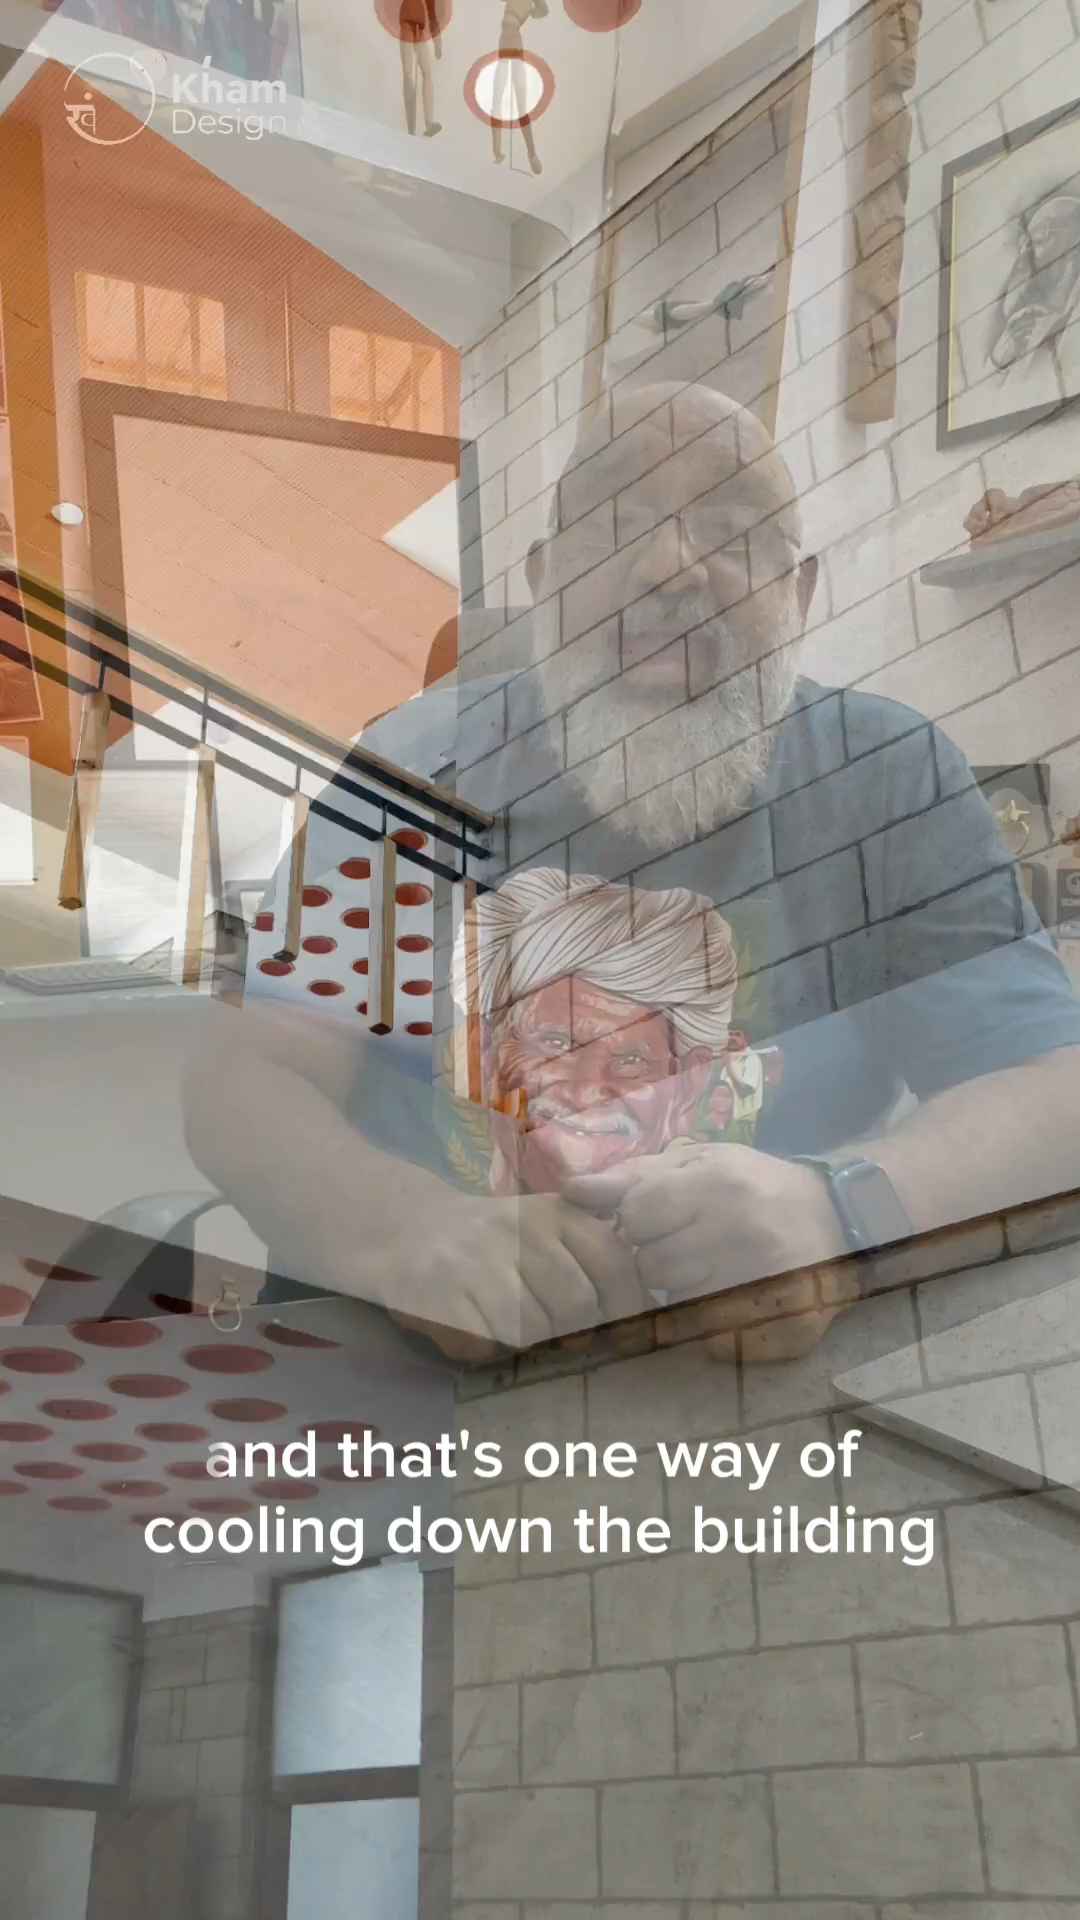 खं
Kham
Design
and that's one way of
cooling down the building